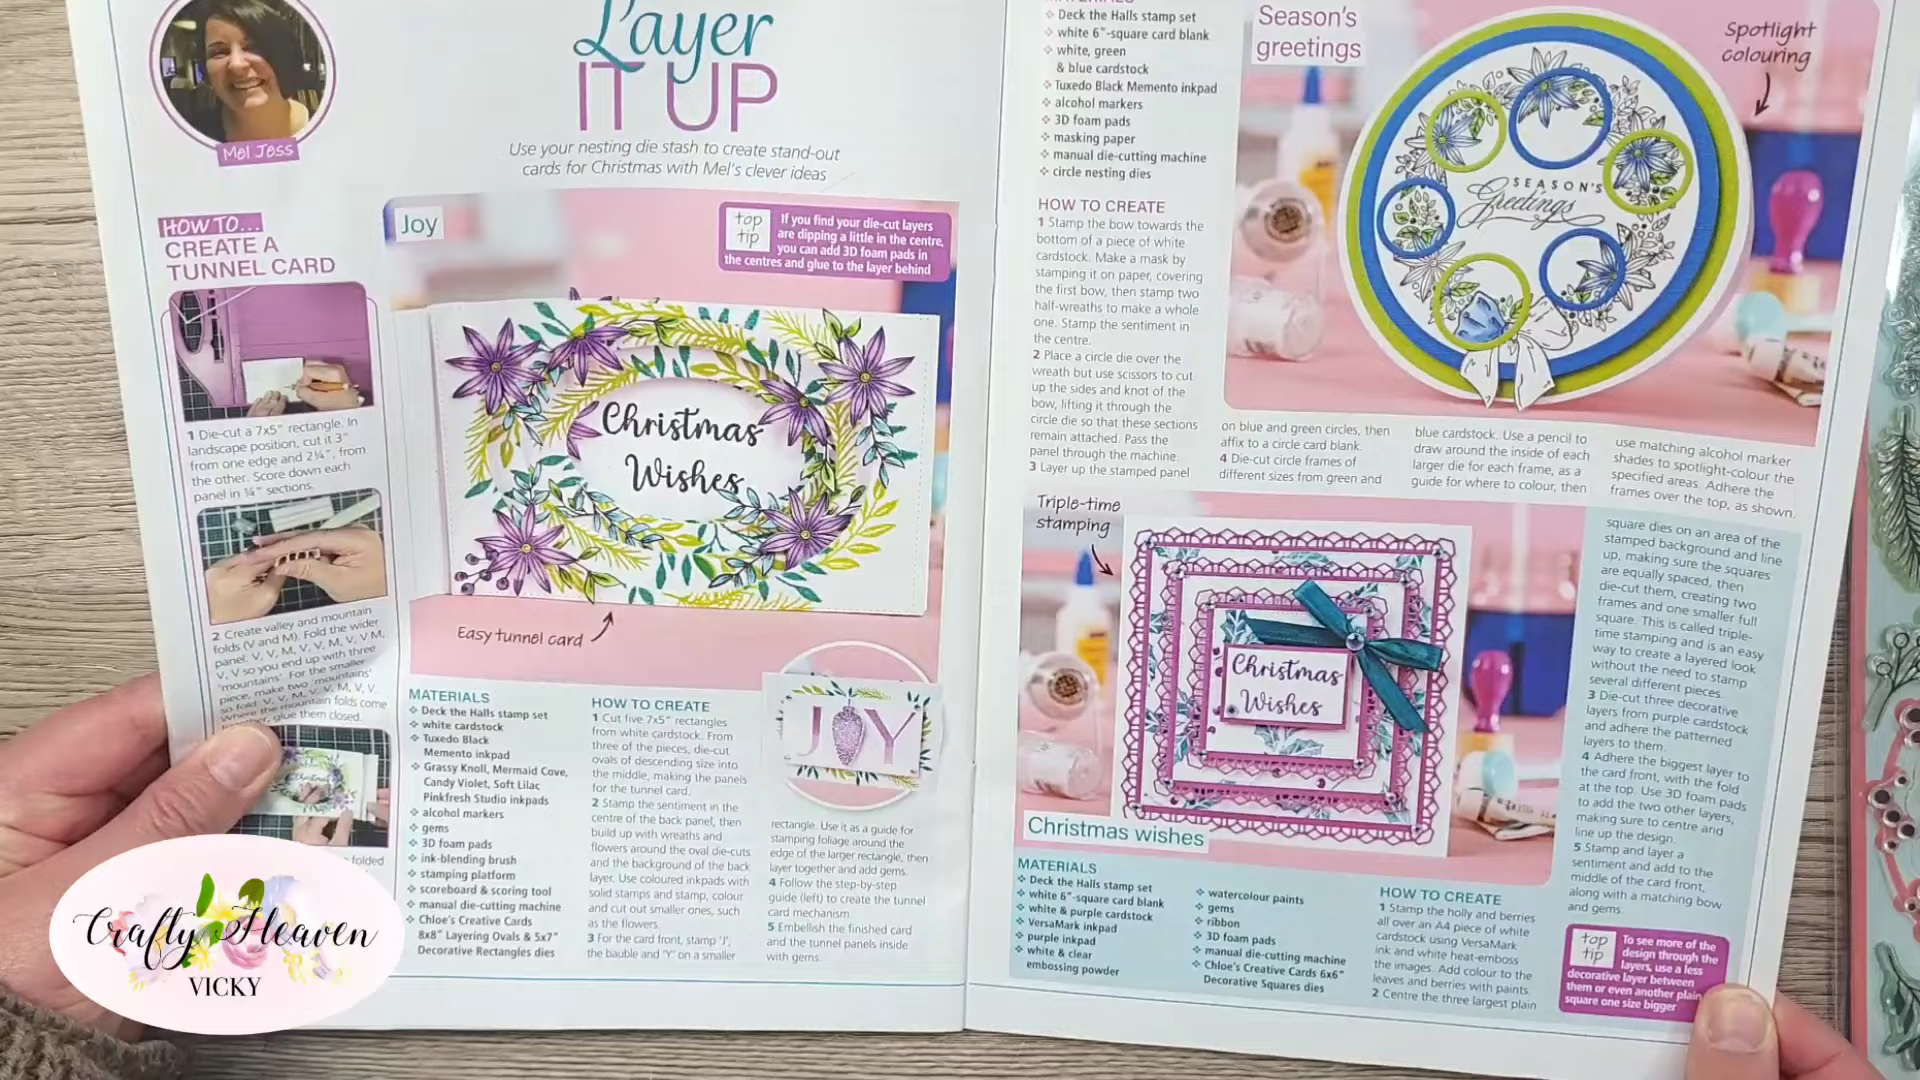 Layer
IT UP
Use your nesting die stash to create stand-out
cards for Christmas with Mel's clever ideas
Mel Jess
HOW TO...
CREATE A
TUNNEL CARD
1 Die-cut a 7x5" rectangle. In
landscape position, cut it 3"
from one edge and 2¼", from
the other. Score down each
panel in ¼" sections.
2 Create valley and mountain
folds (V and M). Fold the wider
panel: V, V, M, V, V, M,
V, V so you end up with three
'mountains'. For the smaller
piece, make two 'mountains'
so fold: V, V, M, V, V, M, V, V.
Where the mountain folds come
together, glue them closed.
folded
Joy
top
tip
If you find your die-cut layers
are dipping a little in the centre,
you can add 3D foam pads in
the centres and glue to the layer behind
Christmas
Wishes
Easy tunnel card
JOY
MATERIALS
❖ Deck the Halls stamp set
❖ white cardstock
❖ Tuxedo Black
Memento inkpad
❖ Grassy Knoll, Mermaid Cove,
Candy Violet, Soft Lilac
Pinkfresh Studio inkpads
❖ alcohol markers
❖ gems
❖ 3D foam pads
❖ ink-blending brush
❖ stamping platform
❖ scoreboard & scoring tool
❖ manual die-cutting machine
❖ Chloe's Creative Cards
8x8" Layering Ovals & 5x7"
Decorative Rectangles dies
HOW TO CREATE
1 Cut five 7x5" rectangles
from white cardstock. From
three of the pieces, die-cut
ovals of descending size into
the middle, making the panels
for the tunnel card.
2 Stamp the sentiment in the
centre of the back panel, then
build up with wreaths and
flowers around the oval die-cuts
and the background of the back
layer. Use coloured inkpads with
solid stamps and stamp, colour
and cut out smaller ones, such
as the flowers.
3 For the card front, stamp 'J',
the bauble and 'Y' on a smaller
rectangle. Use it as a guide for
stamping foliage around the
edge of the larger rectangle, then
layer together and add gems.
4 Follow the step-by-step
guide (left) to create the tunnel
card mechanism.
5 Embellish the finished card
and the tunnel panels inside
with gems.
MATERIALS
❖ Deck the Halls stamp set
❖ white 6"-square card blank
❖ white, green
& blue cardstock
❖ Tuxedo Black Memento inkpad
❖ alcohol markers
❖ 3D foam pads
❖ masking paper
❖ manual die-cutting machine
❖ circle nesting dies
HOW TO CREATE
1 Stamp the bow towards the
bottom of a piece of white
cardstock. Make a mask by
stamping it on paper, covering
the first bow, then stamp two
half-wreaths to make a whole
one. Stamp the sentiment in
the centre.
2 Place a circle die over the
wreath but use scissors to cut
up the sides and knot of the
bow, lifting it through the
circle die so that these sections
remain attached. Pass the
panel through the machine.
3 Layer up the stamped panel
on blue and green circles, then
affix to a circle card blank.
4 Die-cut circle frames of
different sizes from green and
blue cardstock. Use a pencil to
draw around the inside of each
larger die for each frame, as a
guide for where to colour, then
use matching alcohol marker
shades to spotlight-colour the
specified areas. Adhere the
frames over the top, as shown.
Season's
greetings
Spotlight
colouring
SEASON'S
Greetings
Triple-time
stamping
Christmas
Wishes
Christmas wishes
MATERIALS
❖ Deck the Halls stamp set
❖ white 6"-square card blank
❖ white & purple cardstock
❖ VersaMark inkpad
❖ purple inkpad
❖ white & clear
embossing powder
❖ watercolour paints
❖ gems
❖ ribbon
❖ 3D foam pads
❖ manual die-cutting machine
❖ Chloe's Creative Cards 6x6"
Decorative Squares dies
HOW TO CREATE
1 Stamp the holly and berries
all over an A4 piece of white
cardstock using VersaMark
ink and white heat-emboss
the images. Add colour to the
leaves and berries with paints.
2 Centre the three largest plain
square dies on an area of the
stamped background and line
up, making sure the squares
are equally spaced, then
die-cut them, creating two
frames and one smaller full
square. This is called triple-
time stamping and is an easy
way to create a layered look
without the need to stamp
several different pieces.
3 Die-cut three decorative
layers from purple cardstock
and adhere the patterned
layers to them.
4 Adhere the biggest layer to
the card front, with the fold
at the top. Use 3D foam pads
to add the two other layers,
making sure to centre and
line up the design.
5 Stamp and layer a
sentiment and add to the
middle of the card front,
along with a matching bow
and gems.
top
tip
To see more of the
design through the
layers, use a less
decorative layer between
them or even another plain
square one size bigger
Crafty Heaven
VICKY